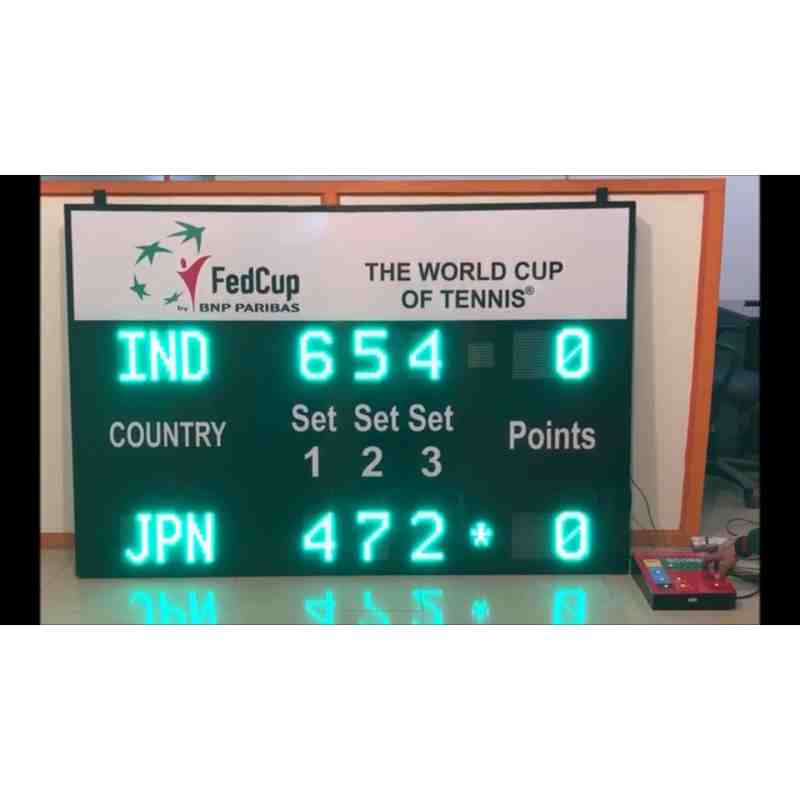 FedCup
by BNP PARIBAS
THE WORLD CUP
OF TENNIS®
IND 6 5 4 0
COUNTRY Set 1 Set 2 Set 3 Points
JPN 4 7 2 * 0